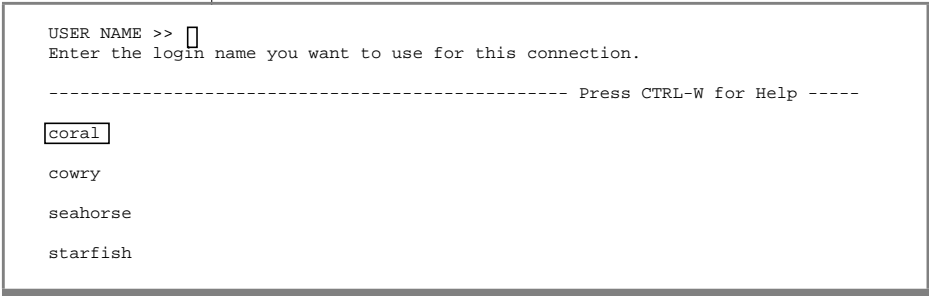 USER NAME >>
Enter the login name you want to use for this connection.
-------------------------------------------------- Press CTRL-W for Help -----
coral
cowry
seahorse
starfish